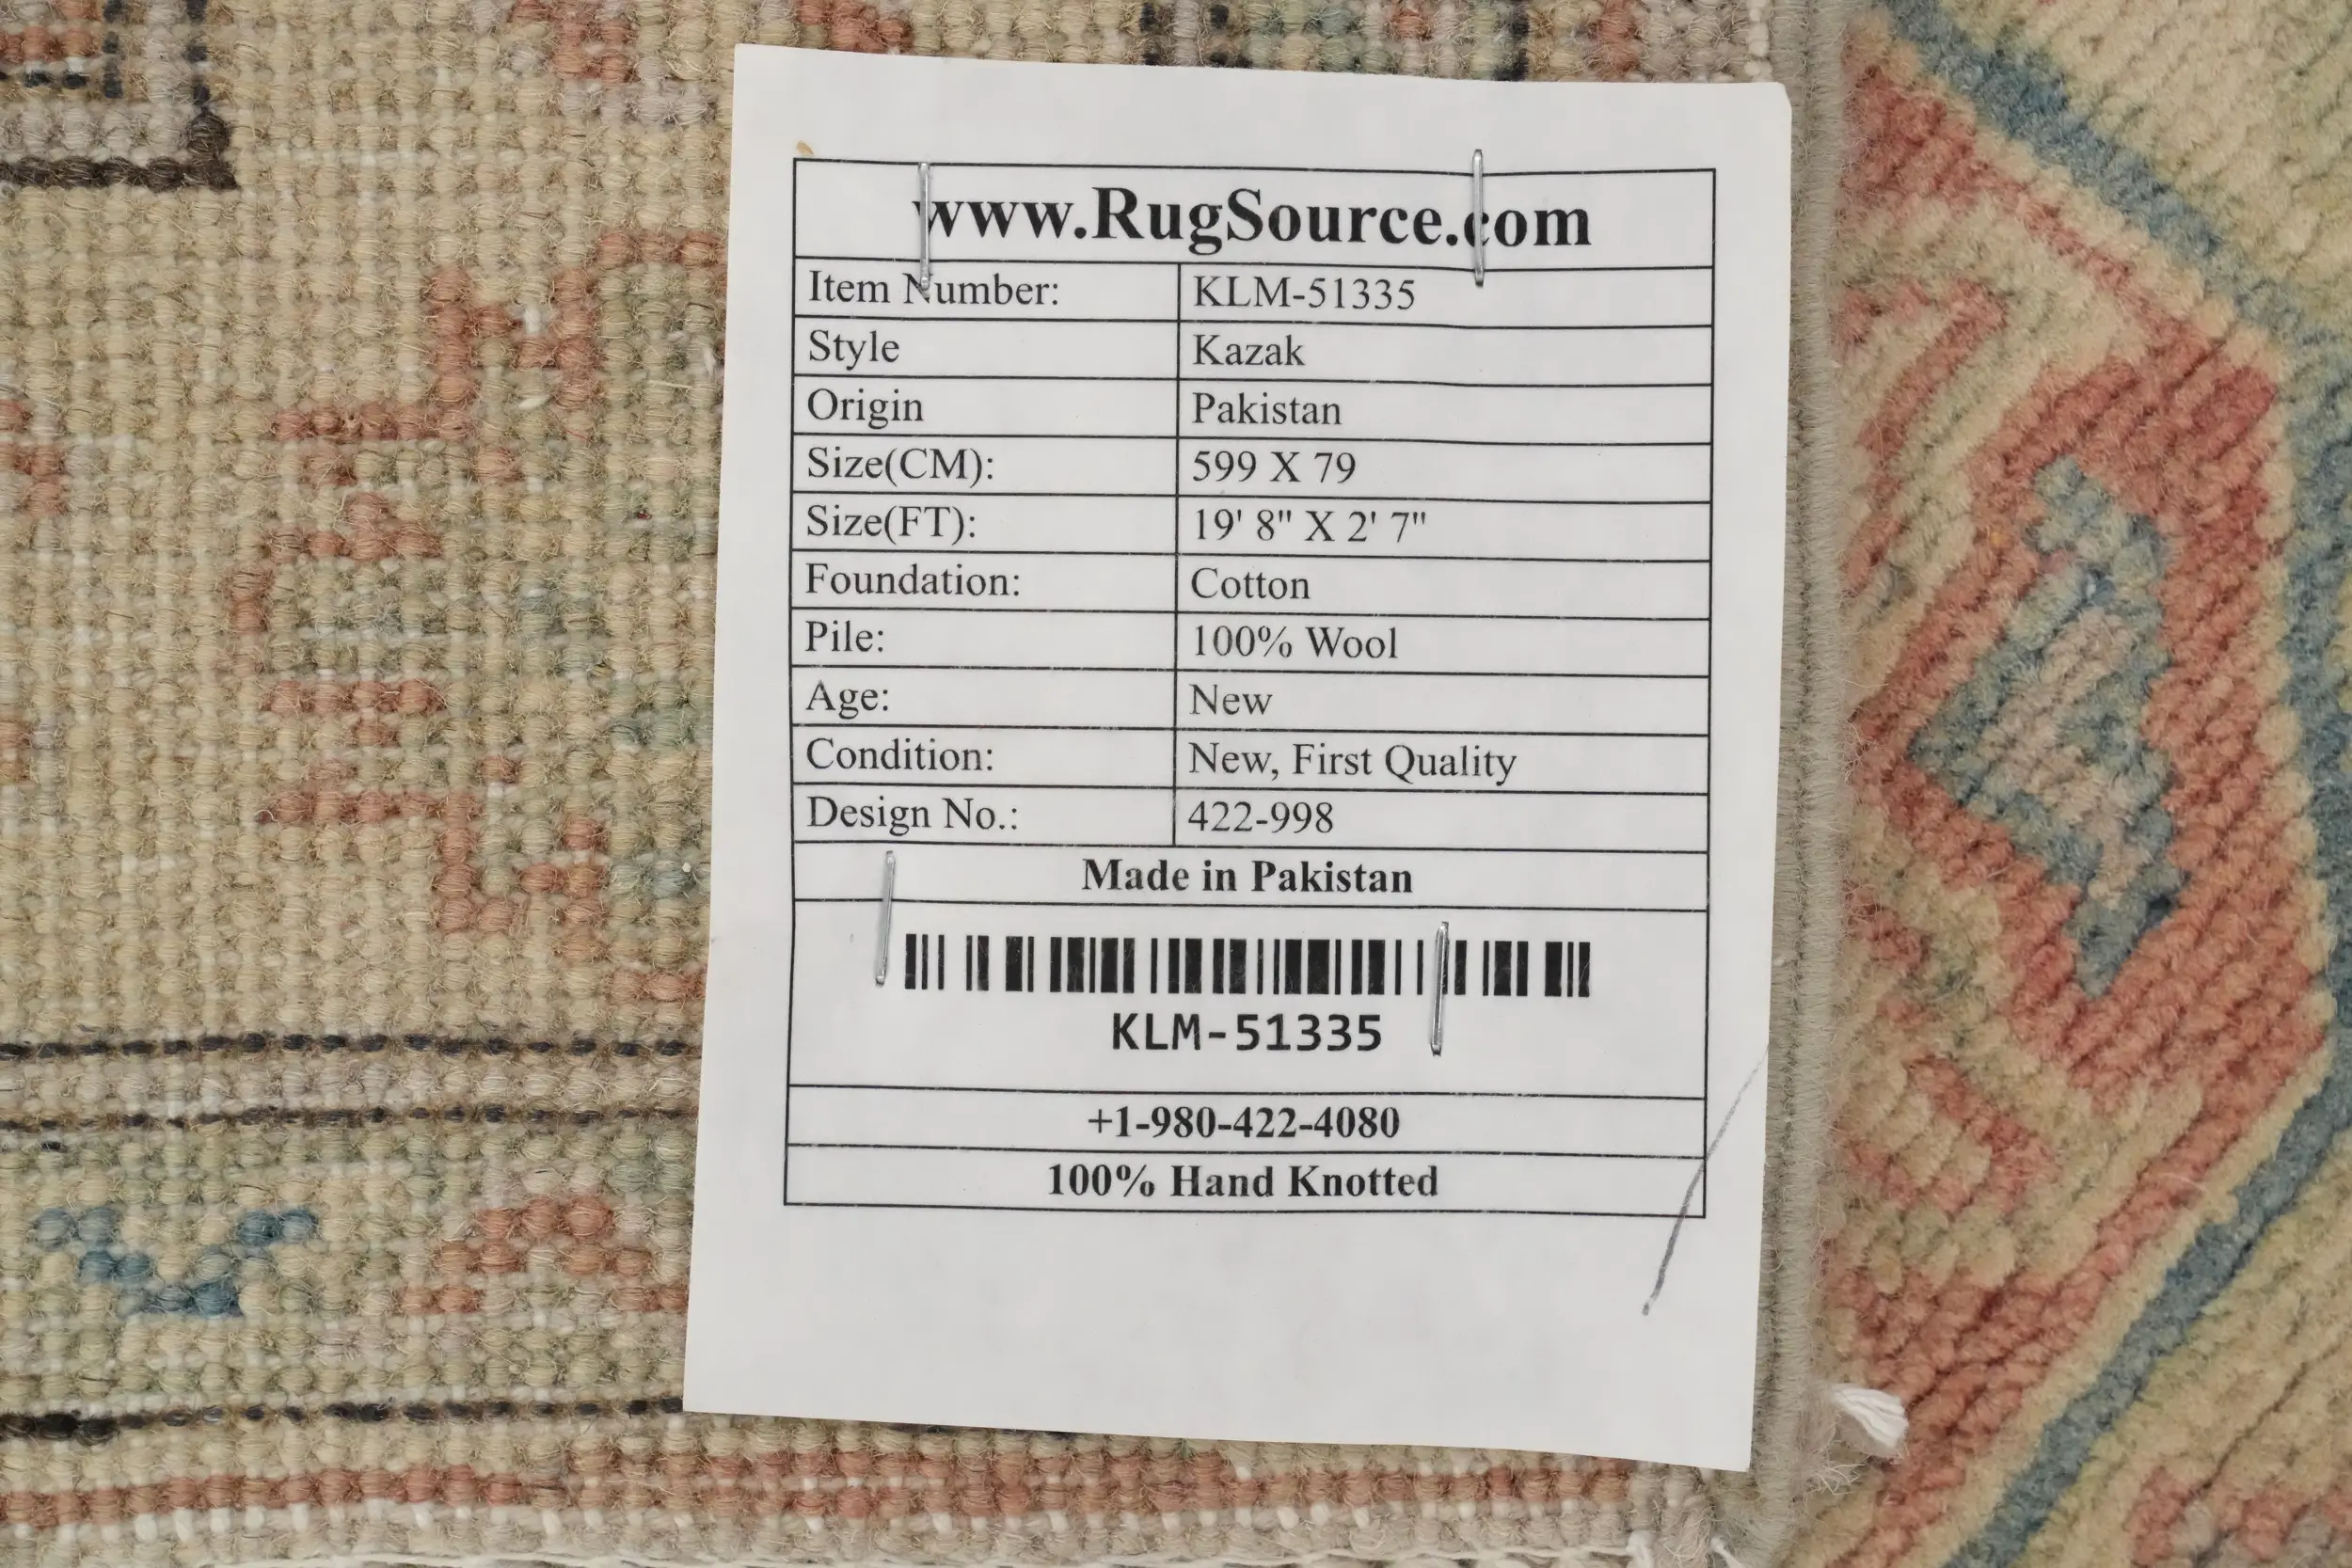 www.RugSource.com
Item Number: KLM-51335
Style Kazak
Origin Pakistan
Size(CM): 599 X 79
Size(FT): 19' 8" X 2' 7"
Foundation: Cotton
Pile: 100% Wool
Age: New
Condition: New, First Quality
Design No.: 422-998
Made in Pakistan
KLM-51335
+1-980-422-4080
100% Hand Knotted